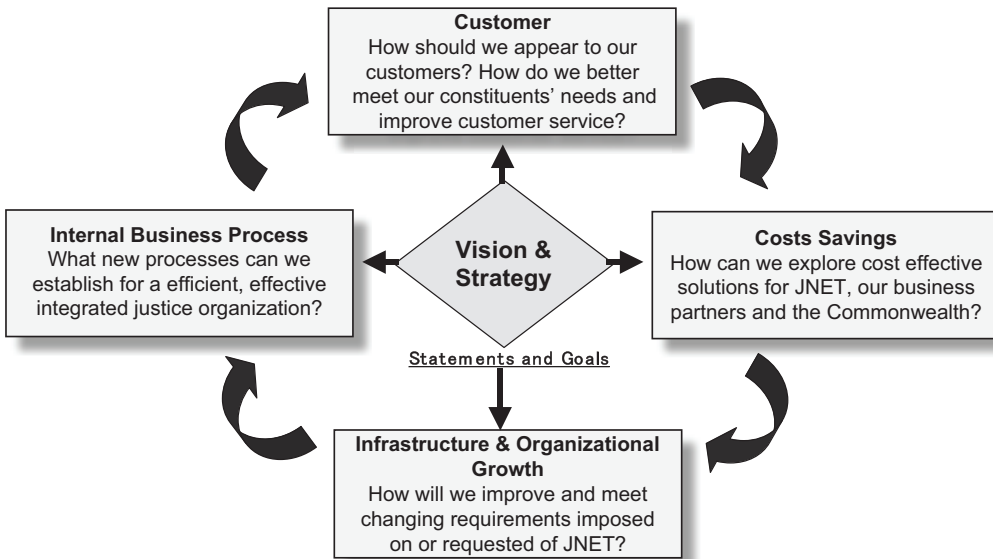 Customer
How should we appear to our
customers? How do we better
meet our constituents' needs and
improve customer service?
Internal Business Process
What new processes can we
establish for a efficient, effective
integrated justice organization?
Vision &
Strategy
Costs Savings
How can we explore cost effective
solutions for JNET, our business
partners and the Commonwealth?
Statements and Goals
Infrastructure & Organizational
Growth
How will we improve and meet
changing requirements imposed
on or requested of JNET?